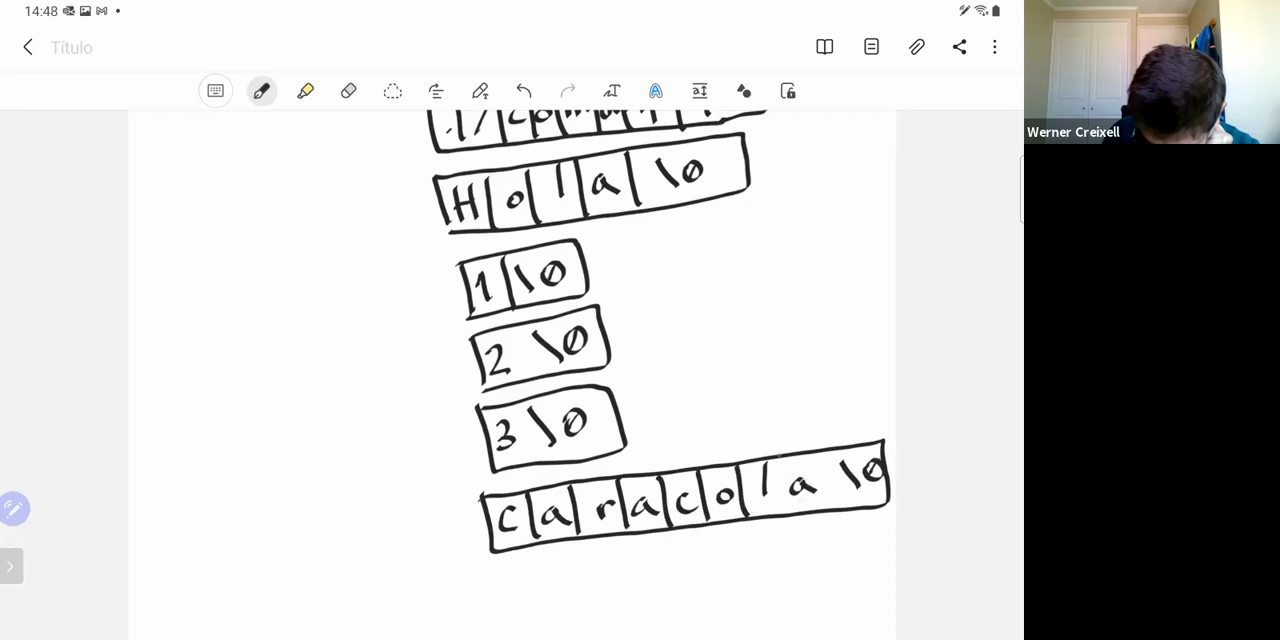 14:48
Título
H o l a \0
1 \0
2 \0
3 \0
C a r a c o l a \0
Werner Creixell